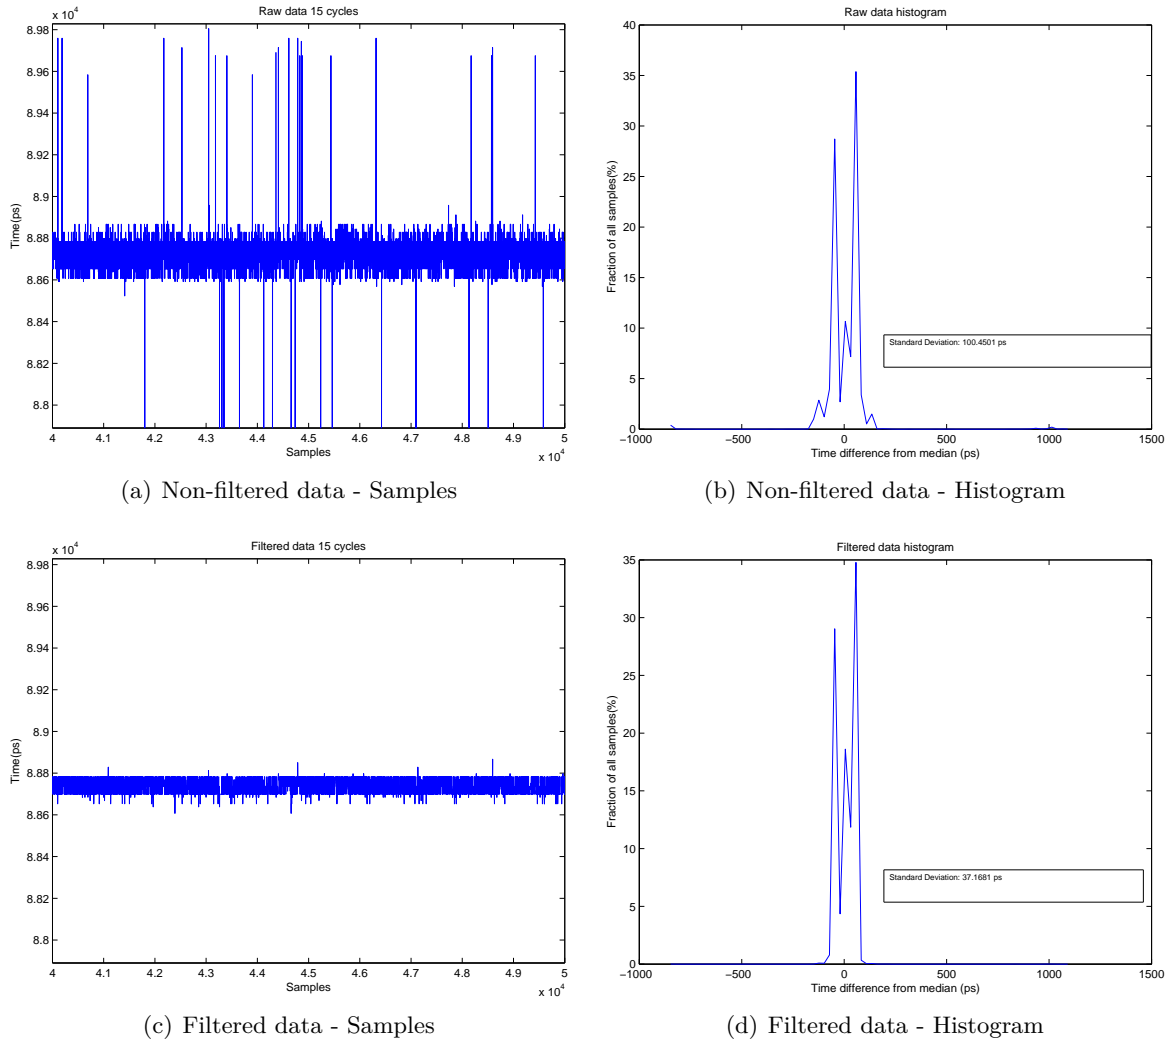 Raw data 15 cycles
x 10⁴
8.98
8.96
8.94
8.92
8.9
8.88
8.86
8.84
8.82
8.8
Time(ps)
4 4.1 4.2 4.3 4.4 4.5 4.6 4.7 4.8 4.9 5
Samples
x 10⁴
(a) Non-filtered data - Samples
Raw data histogram
40
35
30
25
20
15
10
5
0
Fraction of all samples(%)
Standard Deviation: 100.4501 ps
−1000 −500 0 500 1000 1500
Time difference from median (ps)
(b) Non-filtered data - Histogram
Filtered data 15 cycles
x 10⁴
8.98
8.96
8.94
8.92
8.9
8.88
8.86
8.84
8.82
8.8
Time(ps)
4 4.1 4.2 4.3 4.4 4.5 4.6 4.7 4.8 4.9 5
Samples
x 10⁴
(c) Filtered data - Samples
Filtered data histogram
35
30
25
20
15
10
5
0
Fraction of all samples(%)
Standard Deviation: 37.1681 ps
−1000 −500 0 500 1000 1500
Time difference from median (ps)
(d) Filtered data - Histogram